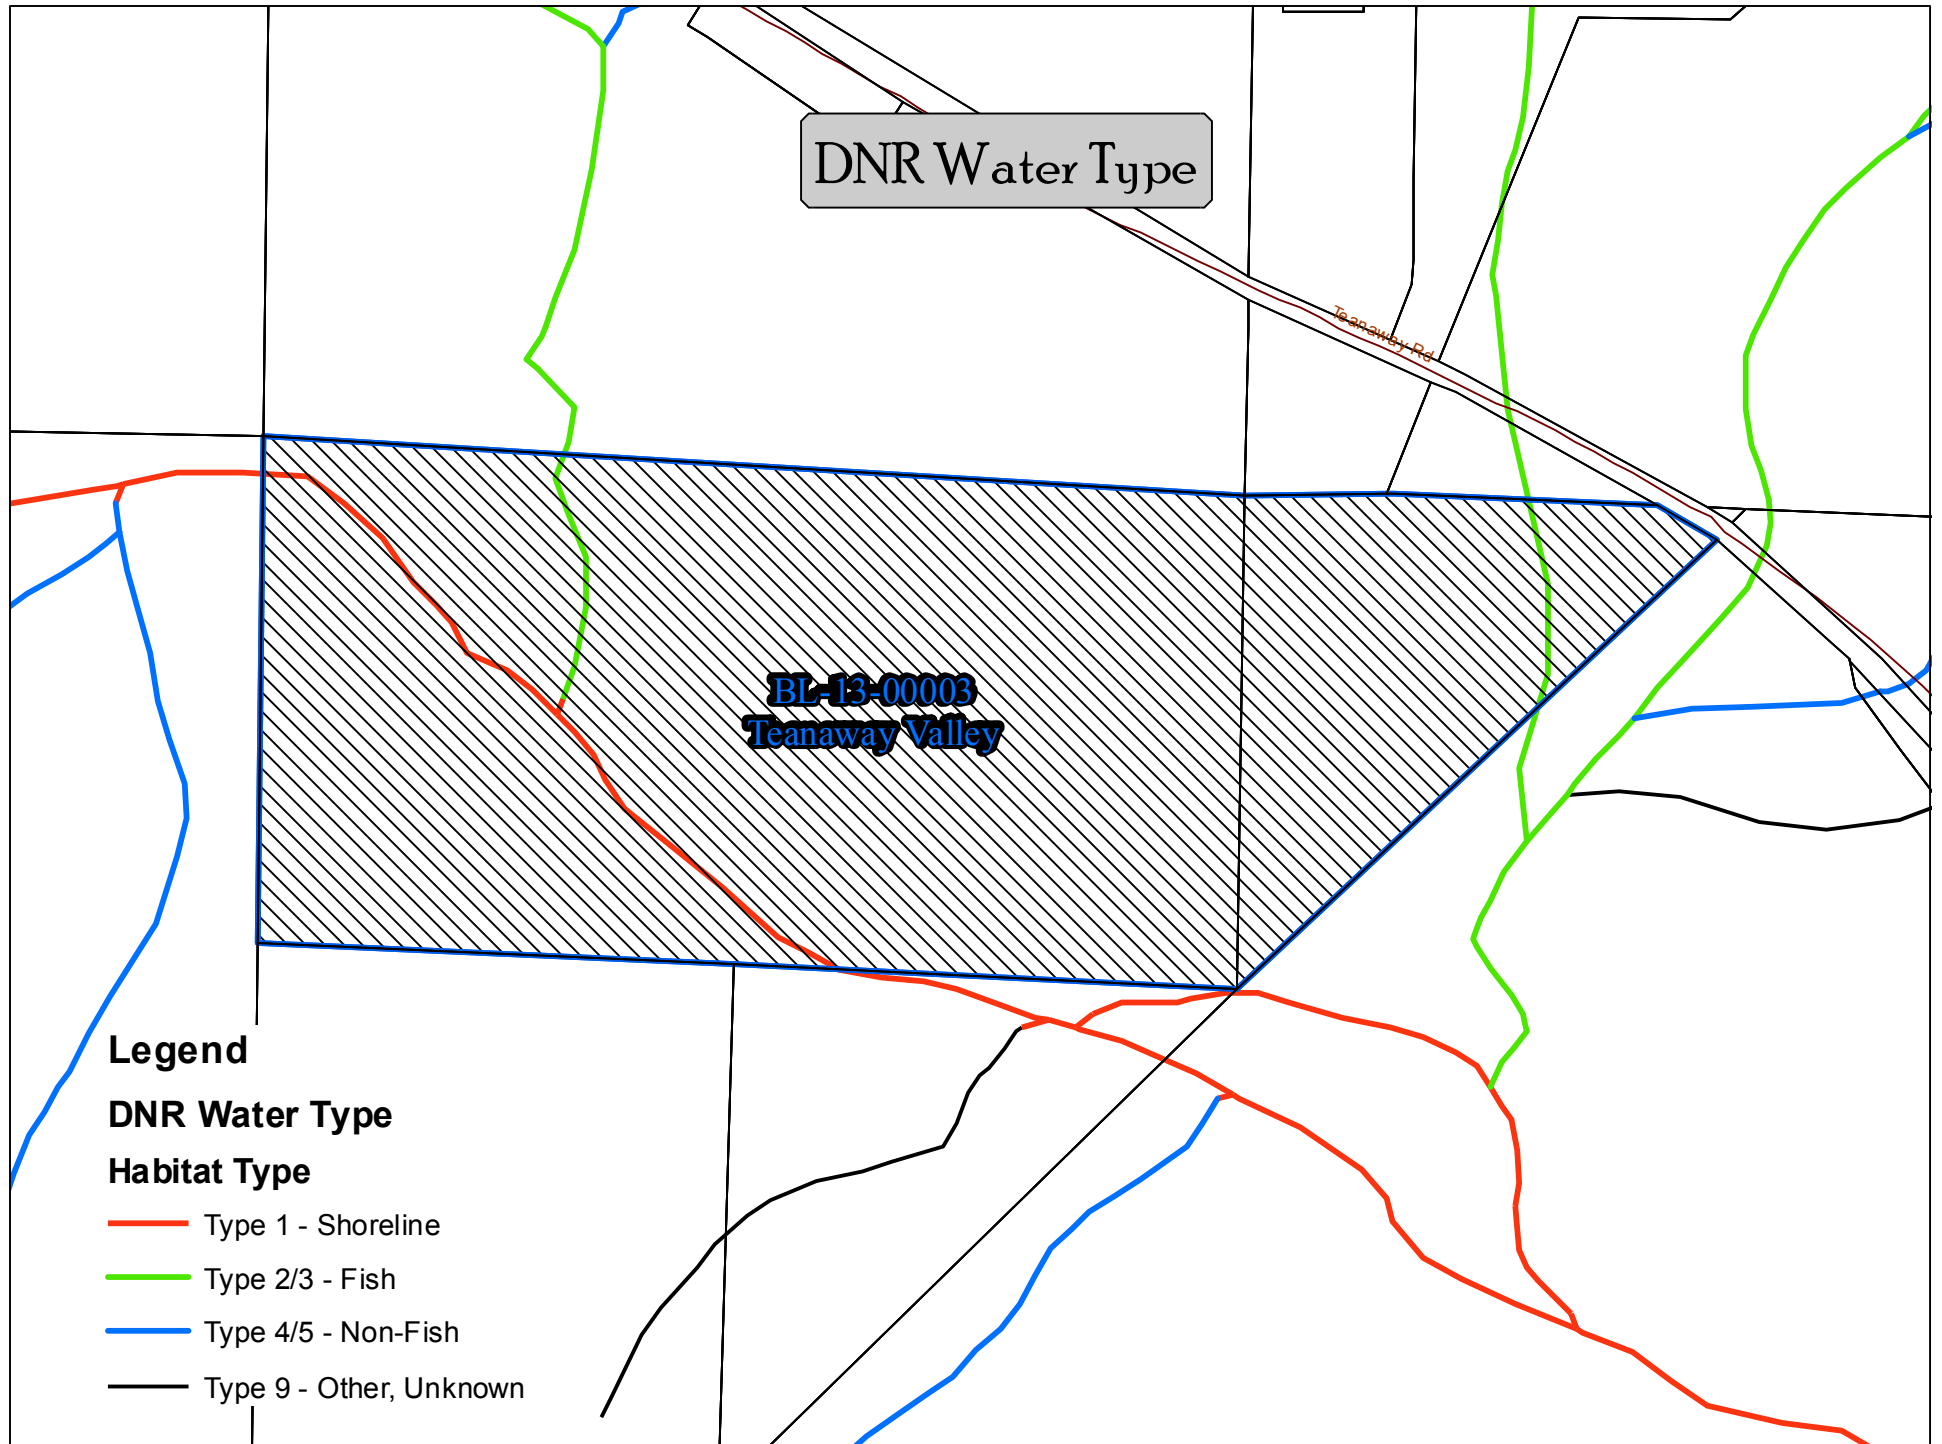 DNR Water Type
Teanaway Rd
BL-13-00003
Teanaway Valley
Legend
DNR Water Type
Habitat Type
Type 1 - Shoreline
Type 2/3 - Fish
Type 4/5 - Non-Fish
Type 9 - Other, Unknown